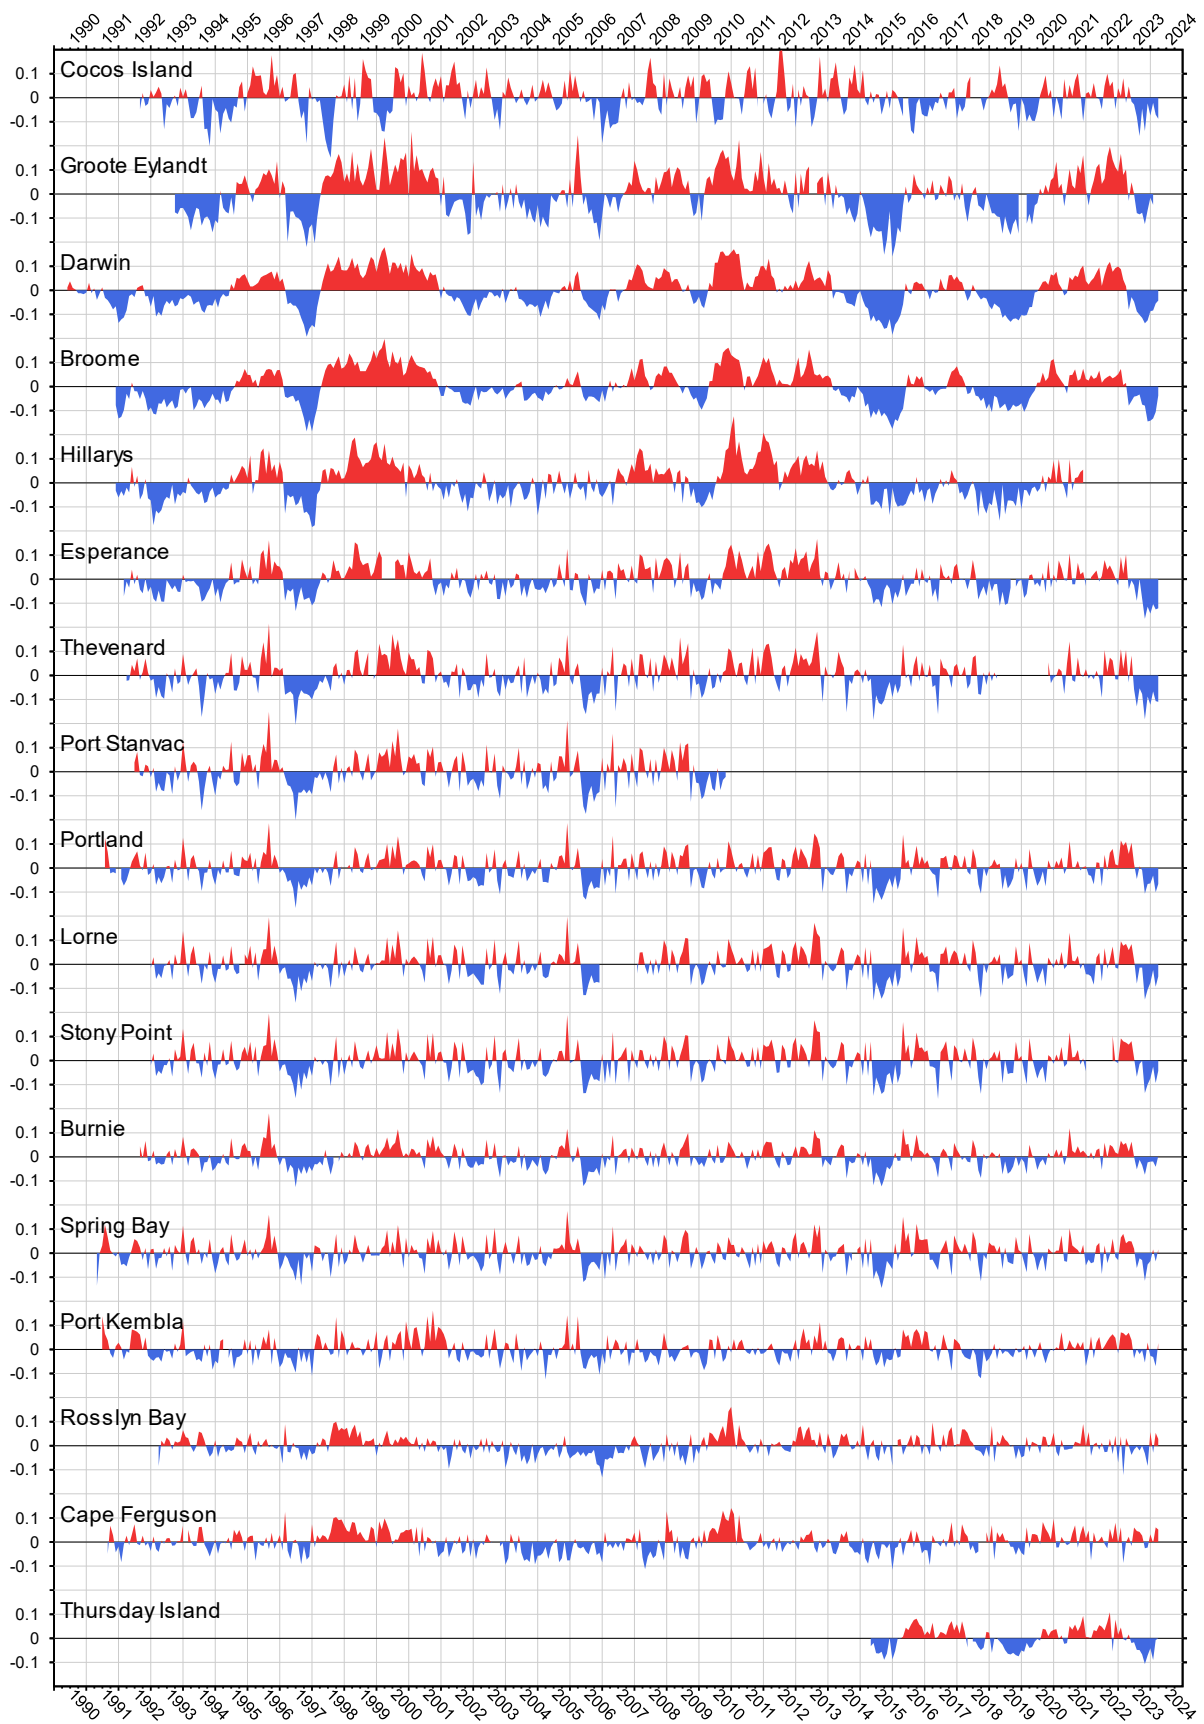 1990 1991 1992 1993 1994 1995 1996 1997 1998 1999 2000 2001 2002 2003 2004 2005 2006 2007 2008 2009 2010 2011 2012 2013 2014 2015 2016 2017 2018 2019 2020 2021 2022 2023 2024
Cocos Island
0.1
0
-0.1
Groote Eylandt
0.1
0
-0.1
Darwin
0.1
0
-0.1
Broome
0.1
0
-0.1
Hillarys
0.1
0
-0.1
Esperance
0.1
0
-0.1
Thevenard
0.1
0
-0.1
Port Stanvac
0.1
0
-0.1
Portland
0.1
0
-0.1
Lorne
0.1
0
-0.1
Stony Point
0.1
0
-0.1
Burnie
0.1
0
-0.1
Spring Bay
0.1
0
-0.1
Port Kembla
0.1
0
-0.1
Rosslyn Bay
0.1
0
-0.1
Cape Ferguson
0.1
0
-0.1
Thursday Island
0.1
0
-0.1
1990 1991 1992 1993 1994 1995 1996 1997 1998 1999 2000 2001 2002 2003 2004 2005 2006 2007 2008 2009 2010 2011 2012 2013 2014 2015 2016 2017 2018 2019 2020 2021 2022 2023 2024